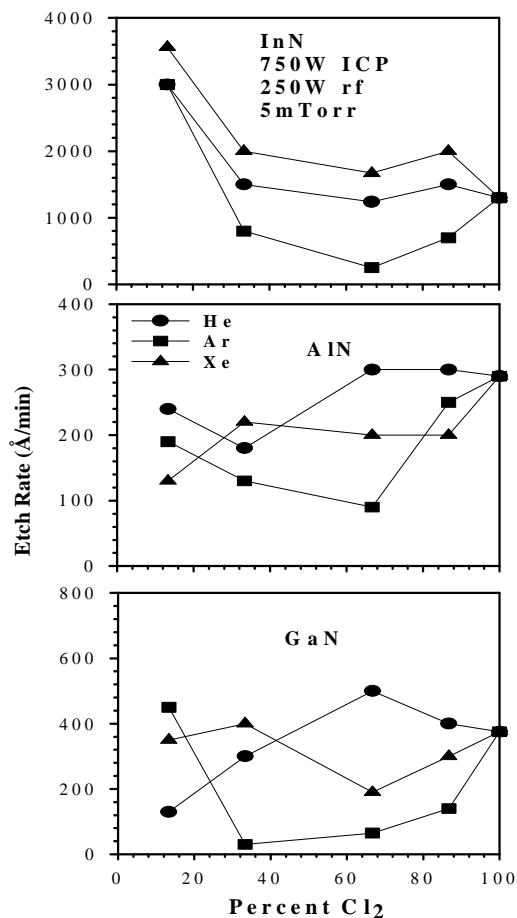 4000
3000
2000
1000
0
InN
750W ICP
250W rf
5mTorr
400
300
200
100
0
He
Ar
Xe
AlN
Etch Rate (Å/min)
800
600
400
200
0
GaN
0 20 40 60 80 100
Percent Cl2